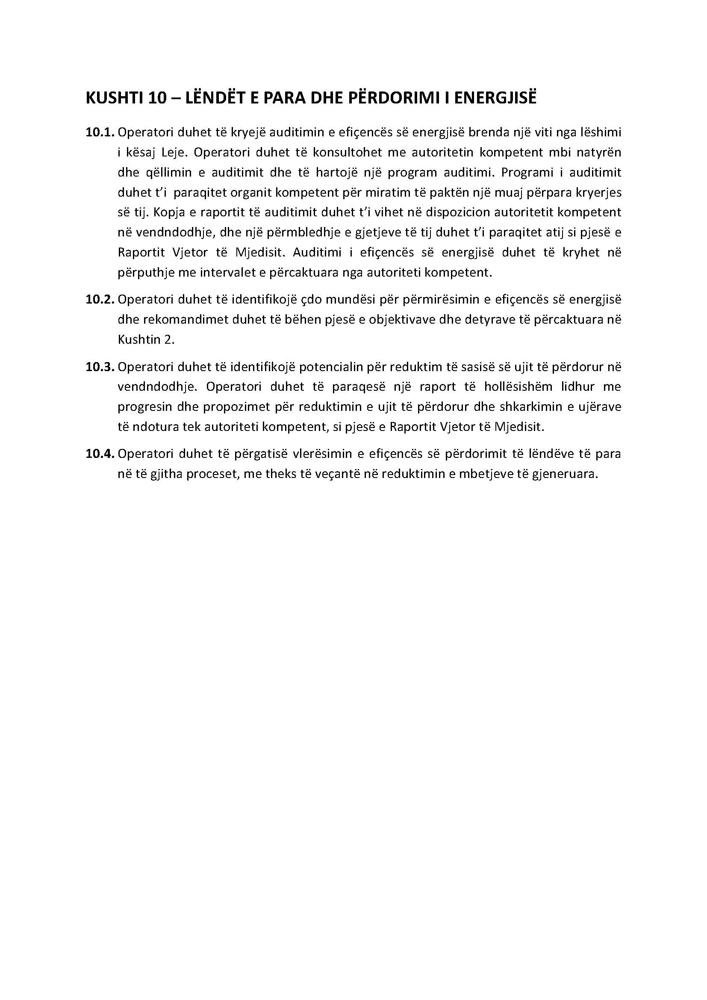 KUSHTI 10 – LËNDËT E PARA DHE PËRDORIMI I ENERGJISË
10.1. Operatori duhet të kryejë auditimin e efiçencës së energjisë brenda një viti nga lëshimi
i kësaj Leje. Operatori duhet të konsultohet me autoritetin kompetent mbi natyrën
dhe qëllimin e auditimit dhe të hartojë një program auditimi. Programi i auditimit
duhet t’i  paraqitet organit kompetent për miratim të paktën një muaj përpara kryerjes
së tij. Kopja e raportit të auditimit duhet t’i vihet në dispozicion autoritetit kompetent
në vendndodhje, dhe një përmbledhje e gjetjeve të tij duhet t’i paraqitet atij si pjesë e
Raportit Vjetor të Mjedisit. Auditimi i efiçencës së energjisë duhet të kryhet në
përputhje me intervalet e përcaktuara nga autoriteti kompetent.
10.2. Operatori duhet të identifikojë çdo mundësi për përmirësimin e efiçencës së energjisë
dhe rekomandimet duhet të bëhen pjesë e objektivave dhe detyrave të përcaktuara në
Kushtin 2.
10.3. Operatori duhet të identifikojë potencialin për reduktim të sasisë së ujit të përdorur në
vendndodhje. Operatori duhet të paraqesë një raport të hollësishëm lidhur me
progresin dhe propozimet për reduktimin e ujit të përdorur dhe shkarkimin e ujërave
të ndotura tek autoriteti kompetent, si pjesë e Raportit Vjetor të Mjedisit.
10.4. Operatori duhet të përgatisë vlerësimin e efiçencës së përdorimit të lëndëve të para
në të gjitha proceset, me theks të veçantë në reduktimin e mbetjeve të gjeneruara.